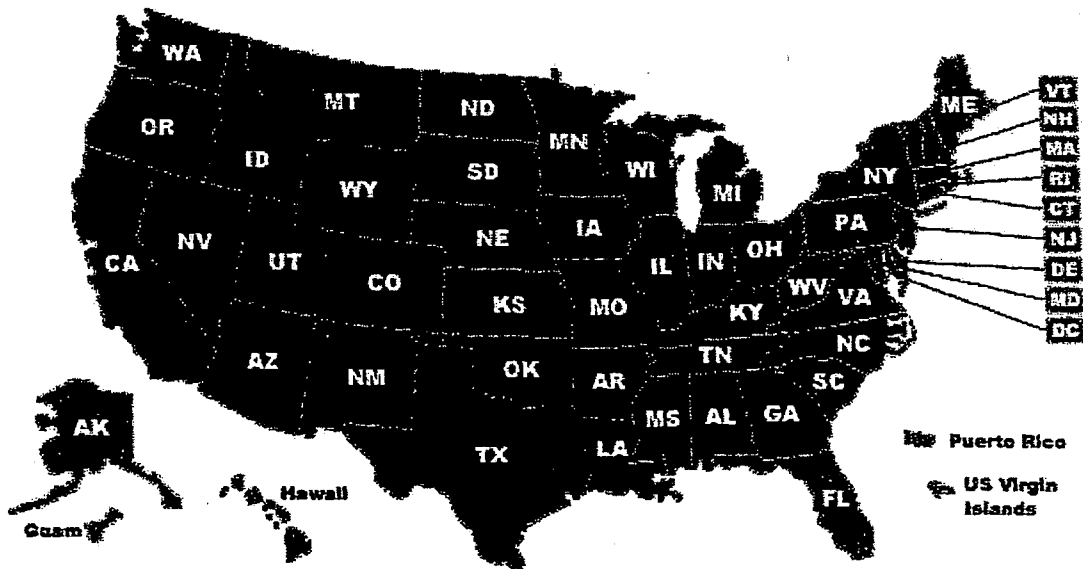 WA
MT
ND
MN
ME
VT
NH
OR
ID
SD
WI
MI
NY
MA
RI
WY
CT
NV
NE
IA
PA
NJ
CA
UT
CO
IL
IN
OH
DE
KS
MO
WV
VA
MD
KY
DC
AZ
NM
OK
AR
TN
NC
SC
MS
AL
GA
AK
TX
LA
Puerto Rico
Hawaii
FL
US Virgin
Islands
Guam